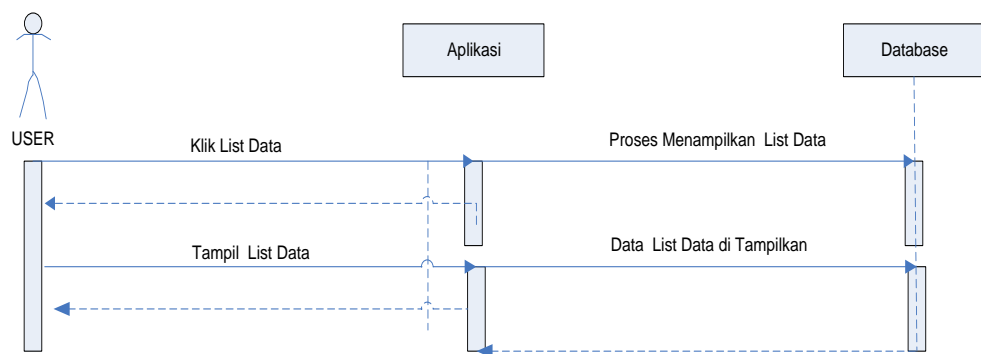 Aplikasi
Database
USER
Klik List Data
Proses Menampilkan List Data
Tampil List Data
Data List Data di Tampilkan